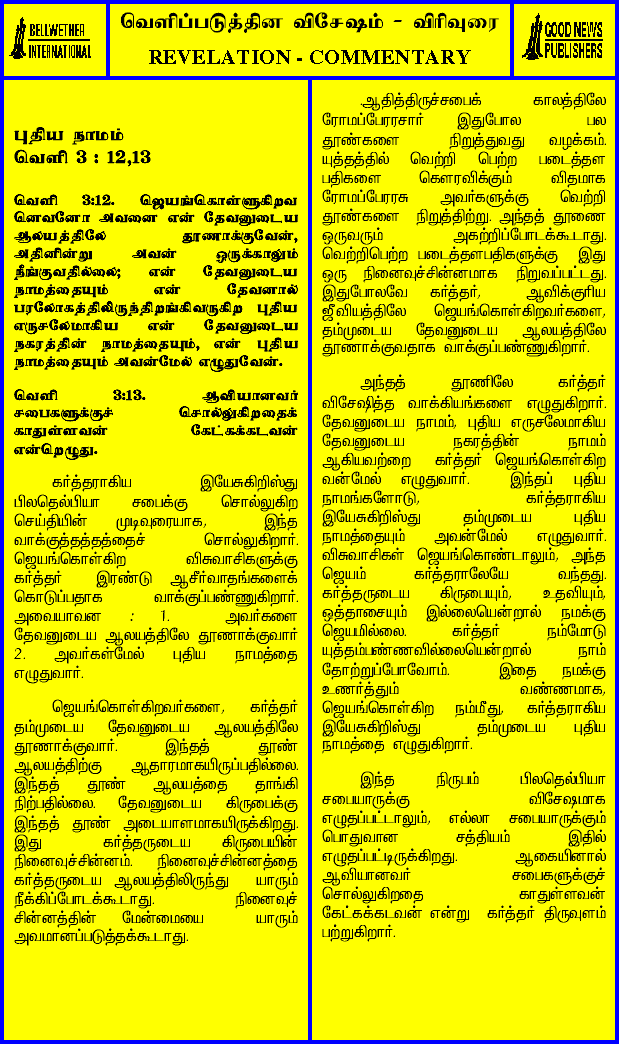 BELLWETHER
INTERNATIONAL
வெளிப்படுத்தின விசேஷம் - விரிவுரை
REVELATION - COMMENTARY
GOOD NEWS
PUBLISHERS
புதிய நாமம்
வெளி 3 : 12,13
வெளி 3:12. ஜெயங்கொள்ளுகிறவ
னெவனோ அவனை என் தேவனுடைய
ஆலயத்திலே தூணாக்குவேன்,
அதினின்று அவன் ஒருக்காலும்
நீங்குவதில்லை; என் தேவனுடைய
நாமத்தையும் என் தேவனால்
பரலோகத்திலிருந்திறங்கிவருகிற புதிய
எருசலேமாகிய என் தேவனுடைய
நகரத்தின் நாமத்தையும், என் புதிய
நாமத்தையும் அவன்மேல் எழுதுவேன்.
வெளி 3:13. ஆவியானவர்
சபைகளுக்குச் சொல்லுகிறதைக்
காதுள்ளவன் கேட்கக்கடவன்
என்றெழுது.
கர்த்தராகிய இயேசுகிறிஸ்து
பிலதெல்பியா சபைக்கு சொல்லுகிற
செய்தியின் முடிவுரையாக, இந்த
வாக்குத்தத்தத்தைச் சொல்லுகிறார்.
ஜெயங்கொள்கிற விசுவாசிகளுக்கு
கர்த்தர் இரண்டு ஆசீர்வாதங்களைக்
கொடுப்பதாக வாக்குப்பண்ணுகிறார்.
அவையாவன : 1. அவர்களை
தேவனுடைய ஆலயத்திலே தூணாக்குவார்
2. அவர்கள்மேல் புதிய நாமத்தை
எழுதுவார்.
ஜெயங்கொள்கிறவர்களை, கர்த்தர்
தம்முடைய தேவனுடைய ஆலயத்திலே
தூணாக்குவார். இந்தத் தூண்
ஆலயத்திற்கு ஆதாரமாகயிருப்பதில்லை.
இந்தத் தூண் ஆலயத்தை தாங்கி
நிற்பதில்லை. தேவனுடைய கிருபைக்கு
இந்தத் தூண் அடையாளமாகயிருக்கிறது.
இது கர்த்தருடைய கிருபையின்
நினைவுச்சின்னம். நினைவுச்சின்னத்தை
கர்த்தருடைய ஆலயத்திலிருந்து யாரும்
நீக்கிப்போடக்கூடாது. நினைவுச்
சின்னத்தின் மேன்மையை யாரும்
அவமானப்படுத்தக்கூடாது.
ஆதித்திருச்சபைக் காலத்திலே
ரோமப்பேரரசார் இதுபோல பல
தூண்களை நிறுத்துவது வழக்கம்.
யுத்தத்தில் வெற்றி பெற்ற படைத்தள
பதிகளை கௌரவிக்கும் விதமாக
ரோமப்பேரரசு அவர்களுக்கு வெற்றி
தூண்களை நிறுத்திற்று. அந்தத் தூணை
ஒருவரும் அகற்றிப்போடக்கூடாது.
வெற்றிபெற்ற படைத்தளபதிகளுக்கு இது
ஒரு நினைவுச்சின்னமாக நிறுவப்பட்டது.
இதுபோலவே கர்த்தர், ஆவிக்குரிய
ஜீவியத்திலே ஜெயங்கொள்கிறவர்களை,
தம்முடைய தேவனுடைய ஆலயத்திலே
தூணாக்குவதாக வாக்குப்பண்ணுகிறார்.
அந்தத் தூணிலே கர்த்தர்
விசேஷித்த வாக்கியங்களை எழுதுகிறார்.
தேவனுடைய நாமம், புதிய எருசலேமாகிய
தேவனுடைய நகரத்தின் நாமம்
ஆகியவற்றை கர்த்தர் ஜெயங்கொள்கிற
வன்மேல் எழுதுவார். இந்தப் புதிய
நாமங்களோடு, கர்த்தராகிய
இயேசுகிறிஸ்து தம்முடைய புதிய
நாமத்தையும் அவன்மேல் எழுதுவார்.
விசுவாசிகள் ஜெயங்கொண்டாலும், அந்த
ஜெயம் கர்த்தராலேயே வந்தது.
கர்த்தருடைய கிருபையும், உதவியும்,
ஒத்தாசையும் இல்லையென்றால் நமக்கு
ஜெயமில்லை. கர்த்தர் நம்மோடு
யுத்தம்பண்ணவில்லையென்றால் நாம்
தோற்றுப்போவோம். இதை நமக்கு
உணர்த்தும் வண்ணமாக,
ஜெயங்கொள்கிற நம்மீது, கர்த்தராகிய
இயேசுகிறிஸ்து தம்முடைய புதிய
நாமத்தை எழுதுகிறார்.
இந்த நிருபம் பிலதெல்பியா
சபையாருக்கு விசேஷமாக
எழுதப்பட்டாலும், எல்லா சபையாருக்கும்
பொதுவான சத்தியம் இதில்
எழுதப்பட்டிருக்கிறது. ஆகையினால்
ஆவியானவர் சபைகளுக்குச்
சொல்லுகிறதை காதுள்ளவன்
கேட்கக்கடவன் என்று கர்த்தர் திருவுளம்
பற்றுகிறார்.